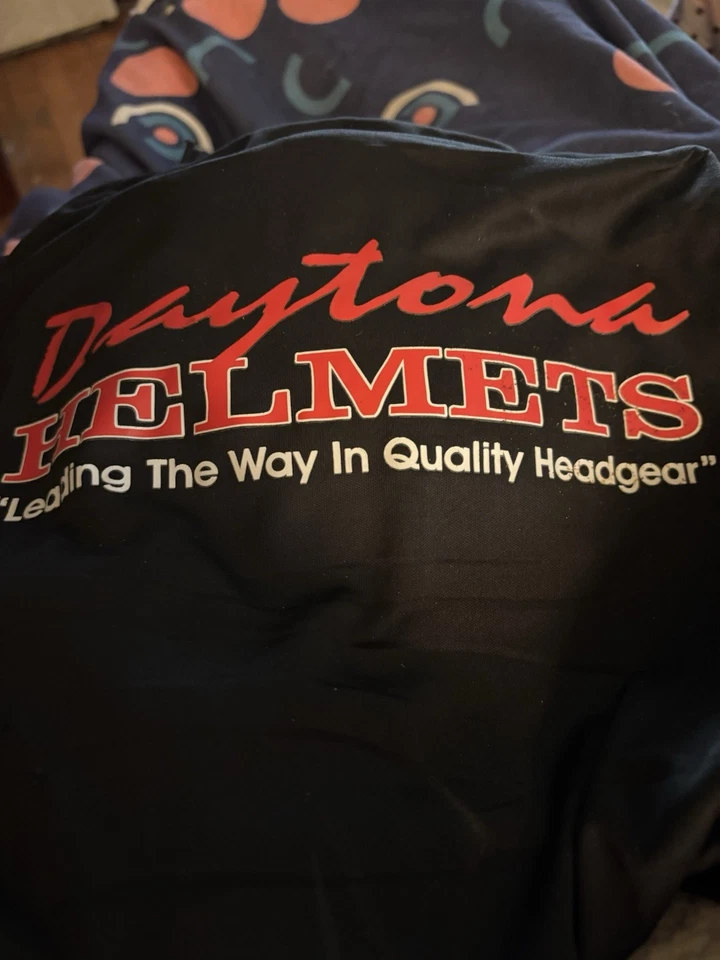 Daytona
HELMETS
"Leading The Way In Quality Headgear"